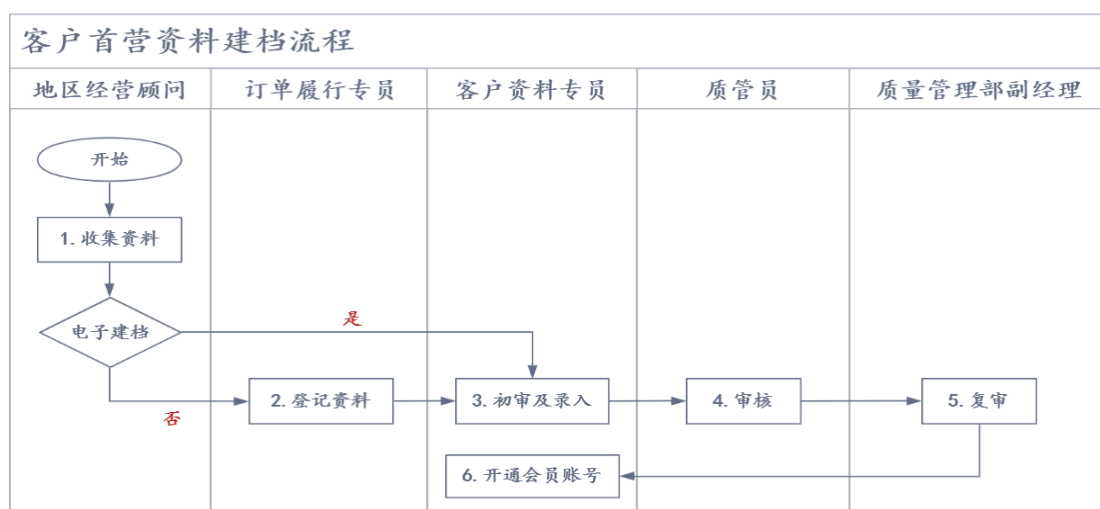 客户首营资料建档流程
地区经营顾问 订单履行专员 客户资料专员 质管员 质量管理部副经理
开始
1. 收集资料
电子建档
是
否
2. 登记资料
3. 初审及录入
4. 审核
5. 复审
6. 开通会员账号